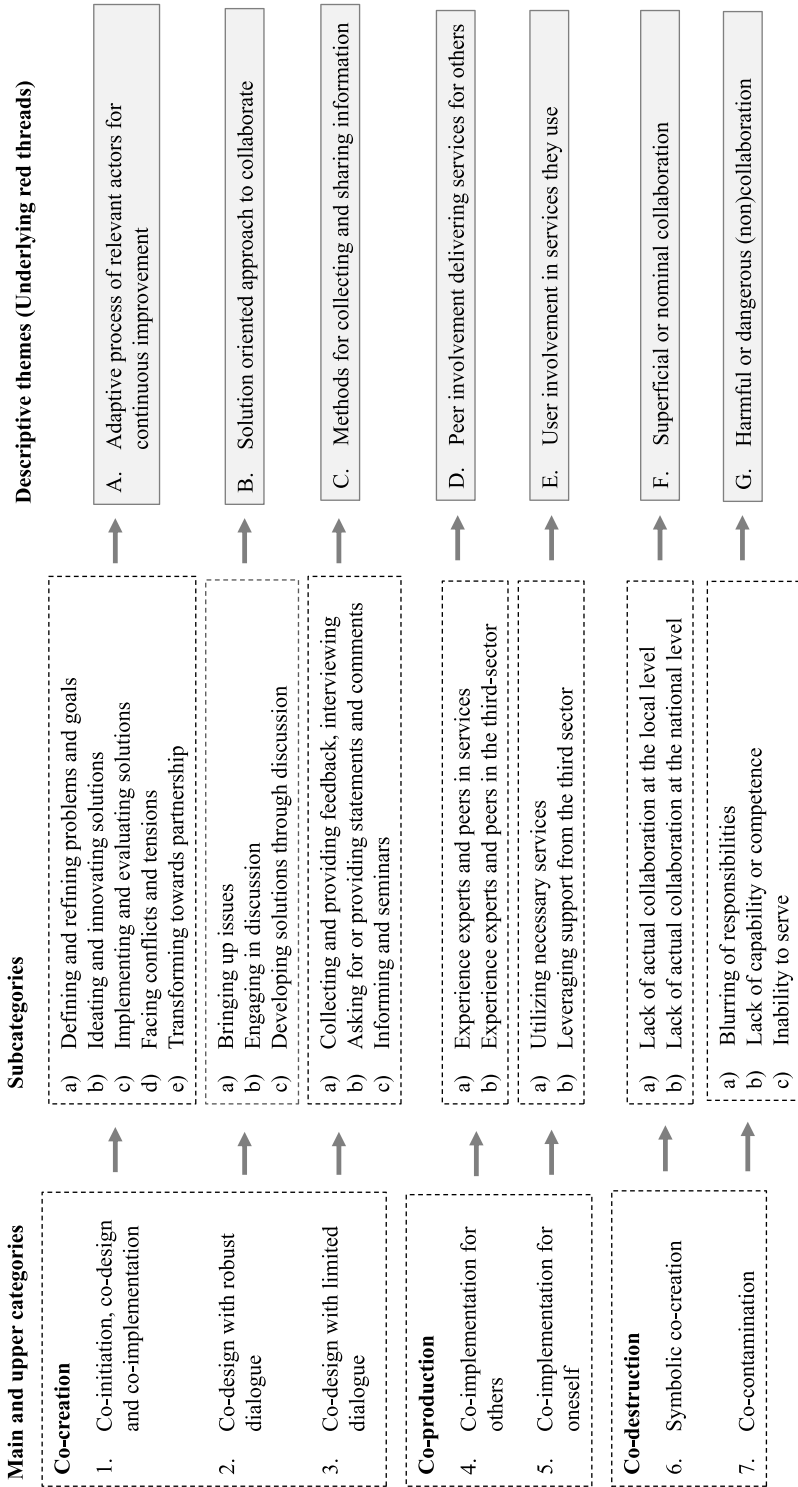 Main and upper categories
Subcategories
Descriptive themes (Underlying red threads)
Co-creation
1. Co-initiation, co-design
and co-implementation
a) Defining and refining problems and goals
b) Ideating and innovating solutions
c) Implementing and evaluating solutions
d) Facing conflicts and tensions
e) Transforming towards partnership
A. Adaptive process of relevant actors for
continuous improvement
2. Co-design with robust
dialogue
a) Bringing up issues
b) Engaging in discussion
c) Developing solutions through discussion
B. Solution oriented approach to collaborate
3. Co-design with limited
dialogue
a) Collecting and providing feedback, interviewing
b) Asking for or providing statements and comments
c) Informing and seminars
C. Methods for collecting and sharing information
Co-production
4. Co-implementation for
others
a) Experience experts and peers in services
b) Experience experts and peers in the third-sector
D. Peer involvement delivering services for others
5. Co-implementation for
oneself
a) Utilizing necessary services
b) Leveraging support from the third sector
E. User involvement in services they use
Co-destruction
6. Symbolic co-creation
a) Lack of actual collaboration at the local level
b) Lack of actual collaboration at the national level
F. Superficial or nominal collaboration
7. Co-contamination
a) Blurring of responsibilities
b) Lack of capability or competence
c) Inability to serve
G. Harmful or dangerous (non)collaboration